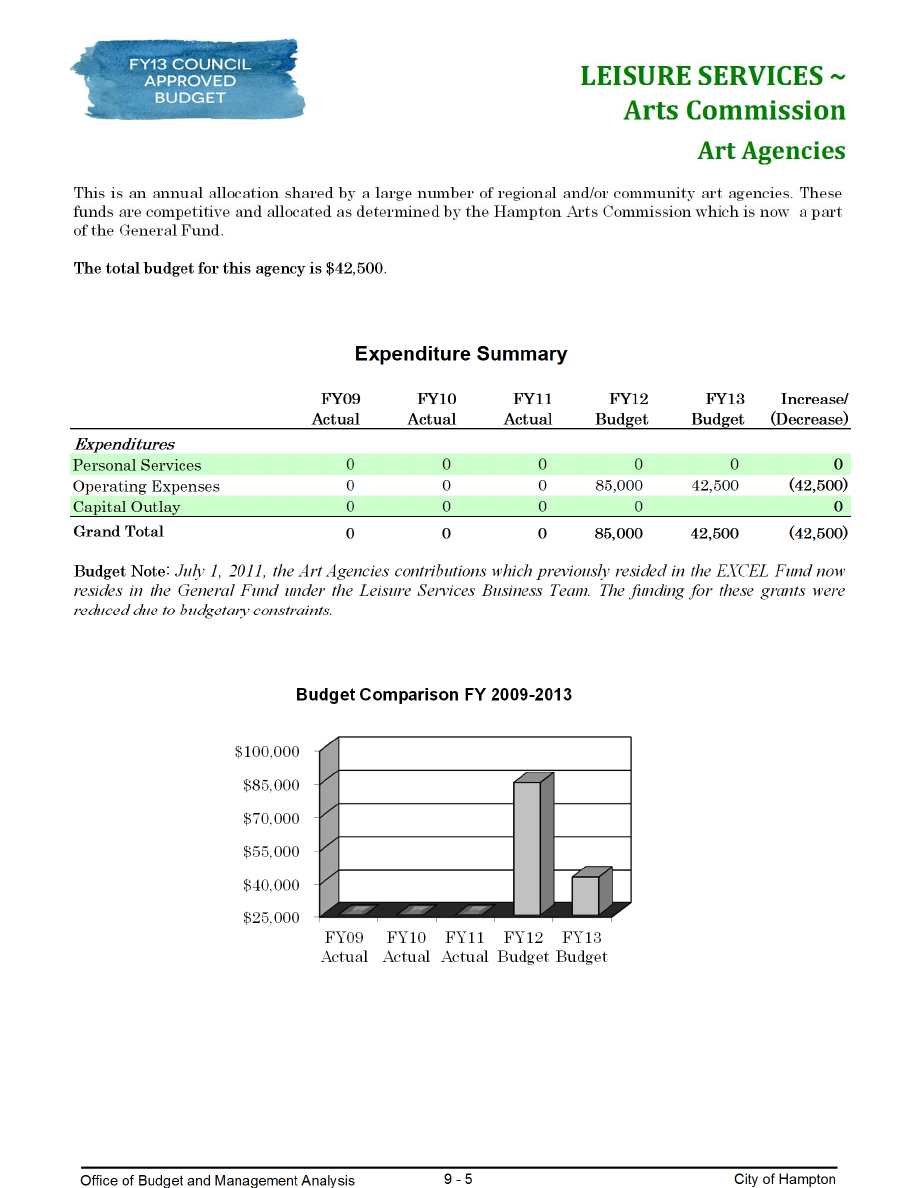 FY13 COUNCIL
APPROVED
BUDGET
LEISURE SERVICES ~
Arts Commission
Art Agencies
This is an annual allocation shared by a large number of regional and/or community art agencies. These
funds are competitive and allocated as determined by the Hampton Arts Commission which is now a part
of the General Fund.
The total budget for this agency is $42,500.
Expenditure Summary
FY09 FY10 FY11 FY12 FY13 Increase/
Actual Actual Actual Budget Budget (Decrease)
Expenditures
Personal Services 0 0 0 0 0 0
Operating Expenses 0 0 0 85,000 42,500 (42,500)
Capital Outlay 0 0 0 0 0
Grand Total 0 0 0 85,000 42,500 (42,500)
Budget Note: July 1, 2011, the Art Agencies contributions which previously resided in the EXCEL Fund now
resides in the General Fund under the Leisure Services Business Team. The funding for these grants were
reduced due to budgetary constraints.
Budget Comparison FY 2009-2013
$100,000
$85,000
$70,000
$55,000
$40,000
$25,000
FY09 FY10 FY11 FY12 FY13
Actual Actual Actual Budget Budget
Office of Budget and Management Analysis 9 - 5 City of Hampton